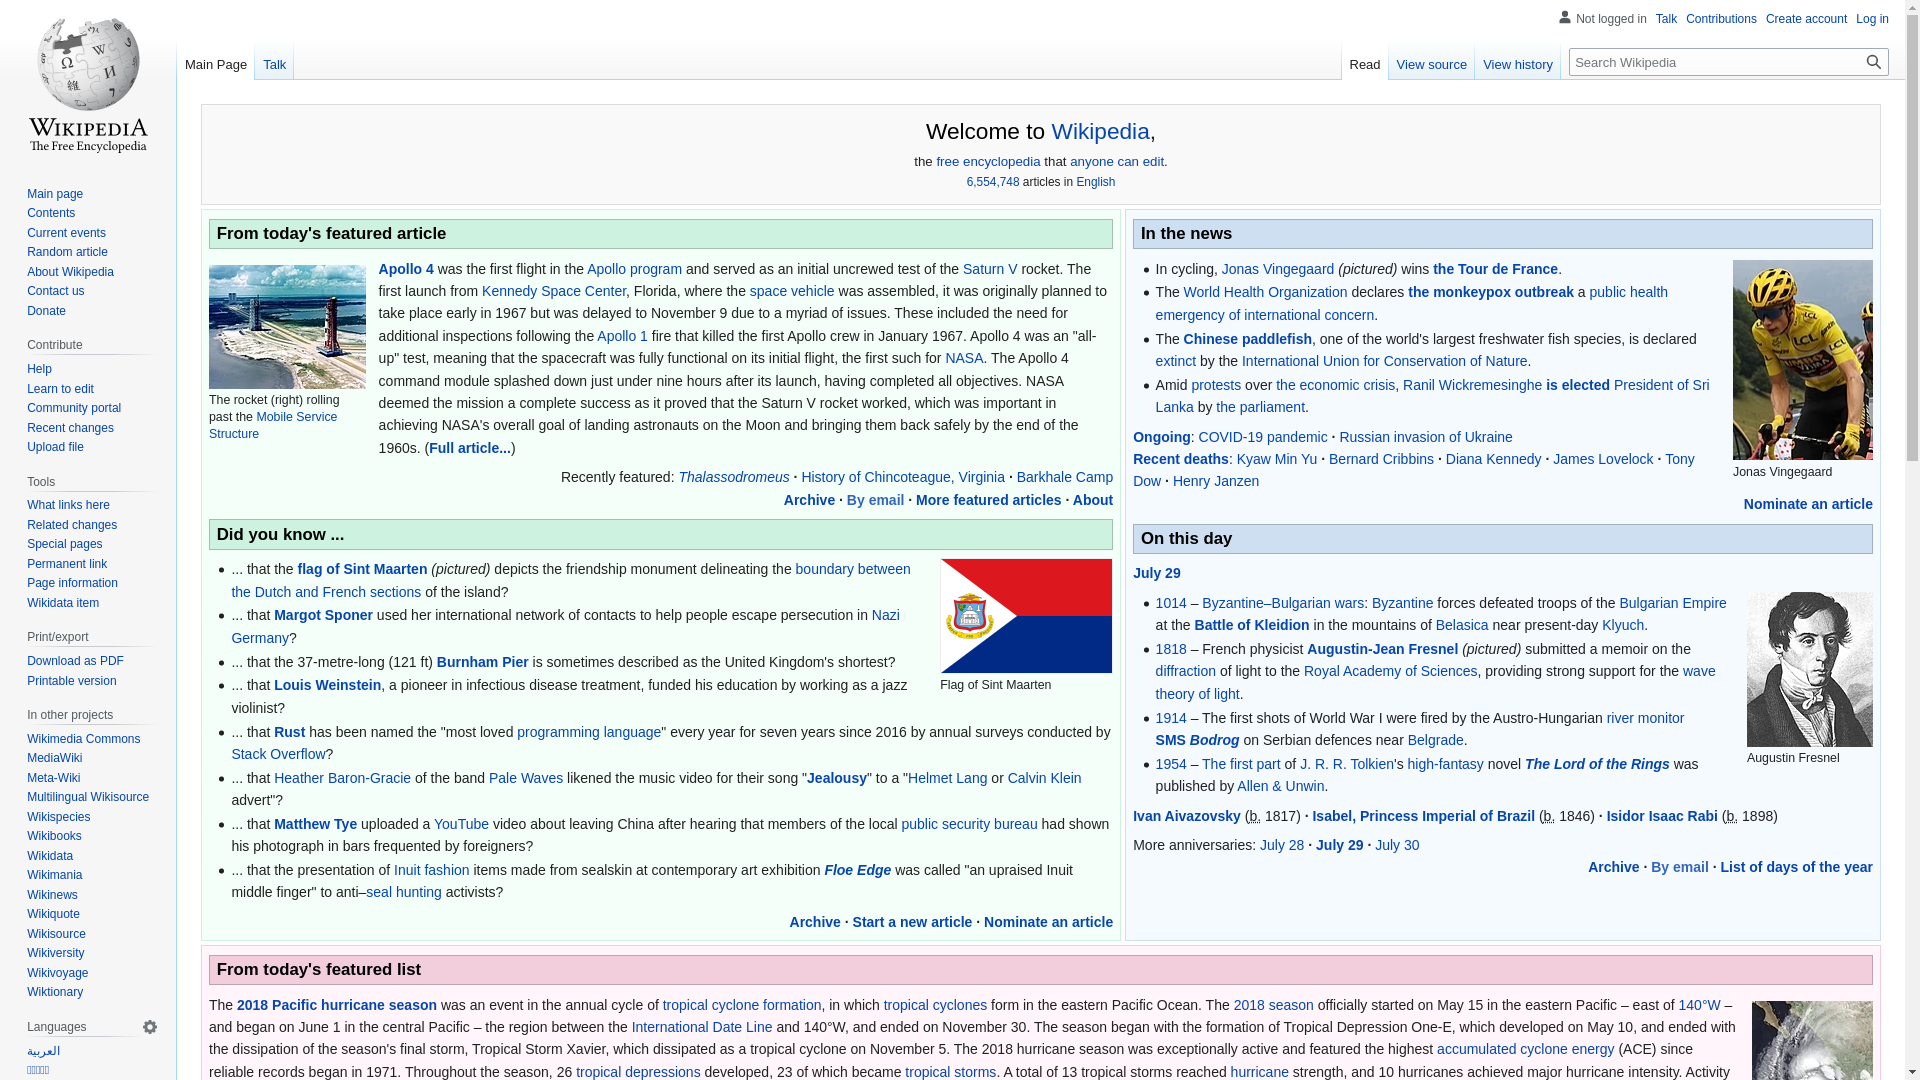 Not logged in Talk Contributions Create account Log in
Main Page Talk Read View source View history Search Wikipedia
WIKIPEDIA
The Free Encyclopedia
Main page
Contents
Current events
Random article
About Wikipedia
Contact us
Donate
Contribute
Help
Learn to edit
Community portal
Recent changes
Upload file
Tools
What links here
Related changes
Special pages
Permanent link
Page information
Wikidata item
Print/export
Download as PDF
Printable version
In other projects
Wikimedia Commons
MediaWiki
Meta-Wiki
Multilingual Wikisource
Wikispecies
Wikibooks
Wikidata
Wikimania
Wikinews
Wikiquote
Wikisource
Wikiversity
Wikivoyage
Wiktionary
Languages
العربية
Welcome to Wikipedia,
the free encyclopedia that anyone can edit.
6,554,748 articles in English
From today's featured article
The rocket (right) rolling
past the Mobile Service
Structure
Apollo 4 was the first flight in the Apollo program and served as an initial uncrewed test of the Saturn V rocket. The
first launch from Kennedy Space Center, Florida, where the space vehicle was assembled, it was originally planned to
take place early in 1967 but was delayed to November 9 due to a myriad of issues. These included the need for
additional inspections following the Apollo 1 fire that killed the first Apollo crew in January 1967. Apollo 4 was an "all-
up" test, meaning that the spacecraft was fully functional on its initial flight, the first such for NASA. The Apollo 4
command module splashed down just under nine hours after its launch, having completed all objectives. NASA
deemed the mission a complete success as it proved that the Saturn V rocket worked, which was important in
achieving NASA's overall goal of landing astronauts on the Moon and bringing them back safely by the end of the
1960s. (Full article...)
Recently featured: Thalassodromeus · History of Chincoteague, Virginia · Barkhale Camp
Archive · By email · More featured articles · About
Did you know ...
Flag of Sint Maarten
... that the flag of Sint Maarten (pictured) depicts the friendship monument delineating the boundary between
the Dutch and French sections of the island?
... that Margot Sponer used her international network of contacts to help people escape persecution in Nazi
Germany?
... that the 37-metre-long (121 ft) Burnham Pier is sometimes described as the United Kingdom's shortest?
... that Louis Weinstein, a pioneer in infectious disease treatment, funded his education by working as a jazz
violinist?
... that Rust has been named the "most loved programming language" every year for seven years since 2016 by annual surveys conducted by
Stack Overflow?
... that Heather Baron-Gracie of the band Pale Waves likened the music video for their song "Jealousy" to a "Helmet Lang or Calvin Klein
advert"?
... that Matthew Tye uploaded a YouTube video about leaving China after hearing that members of the local public security bureau had shown
his photograph in bars frequented by foreigners?
... that the presentation of Inuit fashion items made from sealskin at contemporary art exhibition Floe Edge was called "an upraised Inuit
middle finger" to anti–seal hunting activists?
Archive · Start a new article · Nominate an article
In the news
Jonas Vingegaard
In cycling, Jonas Vingegaard (pictured) wins the Tour de France.
The World Health Organization declares the monkeypox outbreak a public health
emergency of international concern.
The Chinese paddlefish, one of the world's largest freshwater fish species, is declared
extinct by the International Union for Conservation of Nature.
Amid protests over the economic crisis, Ranil Wickremesinghe is elected President of Sri
Lanka by the parliament.
Ongoing: COVID-19 pandemic · Russian invasion of Ukraine
Recent deaths: Kyaw Min Yu · Bernard Cribbins · Diana Kennedy · James Lovelock · Tony
Dow · Henry Janzen
Nominate an article
On this day
July 29
Augustin Fresnel
1014 – Byzantine–Bulgarian wars: Byzantine forces defeated troops of the Bulgarian Empire
at the Battle of Kleidion in the mountains of Belasica near present-day Klyuch.
1818 – French physicist Augustin-Jean Fresnel (pictured) submitted a memoir on the
diffraction of light to the Royal Academy of Sciences, providing strong support for the wave
theory of light.
1914 – The first shots of World War I were fired by the Austro-Hungarian river monitor
SMS Bodrog on Serbian defences near Belgrade.
1954 – The first part of J. R. R. Tolkien's high-fantasy novel The Lord of the Rings was
published by Allen & Unwin.
Ivan Aivazovsky (b. 1817) · Isabel, Princess Imperial of Brazil (b. 1846) · Isidor Isaac Rabi (b. 1898)
More anniversaries: July 28 · July 29 · July 30
Archive · By email · List of days of the year
From today's featured list
The 2018 Pacific hurricane season was an event in the annual cycle of tropical cyclone formation, in which tropical cyclones form in the eastern Pacific Ocean. The 2018 season officially started on May 15 in the eastern Pacific – east of 140°W –
and began on June 1 in the central Pacific – the region between the International Date Line and 140°W, and ended on November 30. The season began with the formation of Tropical Depression One-E, which developed on May 10, and ended with
the dissipation of the season's final storm, Tropical Storm Xavier, which dissipated as a tropical cyclone on November 5. The 2018 hurricane season was exceptionally active and featured the highest accumulated cyclone energy (ACE) since
reliable records began in 1971. Throughout the season, 26 tropical depressions developed, 23 of which became tropical storms. A total of 13 tropical storms reached hurricane strength, and 10 hurricanes achieved major hurricane intensity. Activity